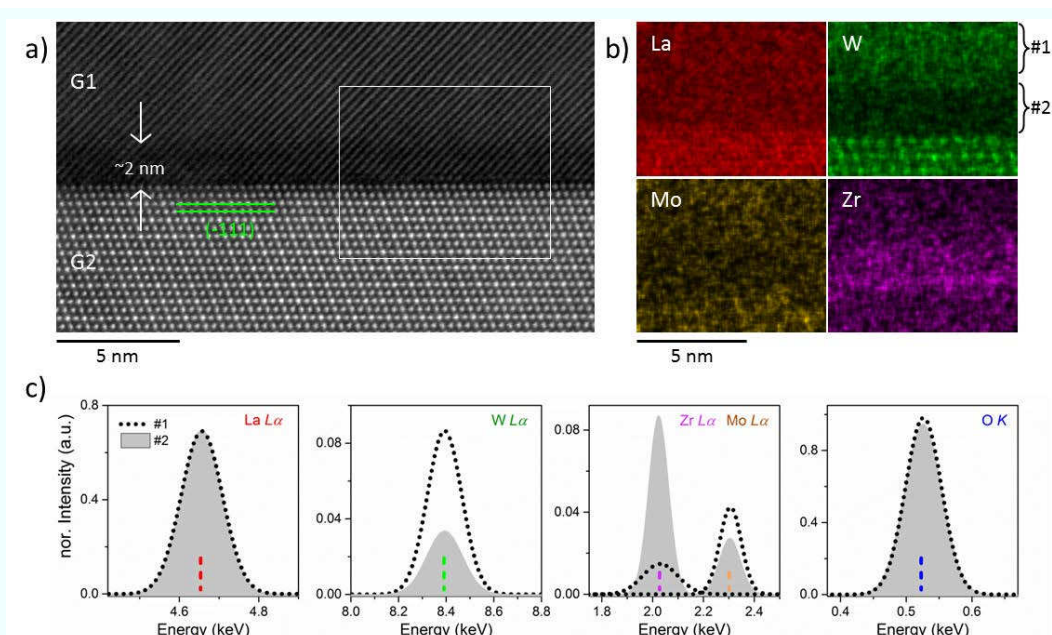 a)
G1
~2 nm
(-111)
G2
5 nm
b)
La
W
#1
#2
Mo
Zr
5 nm
c)
nor. Intensity (a.u.)
0.8
0.4
0.0
#1
#2
La Lα
4.6 4.8
Energy (keV)
0.08
0.04
0.00
W Lα
8.0 8.2 8.4 8.6 8.8
Energy (keV)
0.08
0.04
0.00
Zr Lα Mo Lα
1.8 2.0 2.2 2.4
Energy (keV)
0.8
0.4
0.0
O K
0.4 0.5 0.6
Energy (keV)